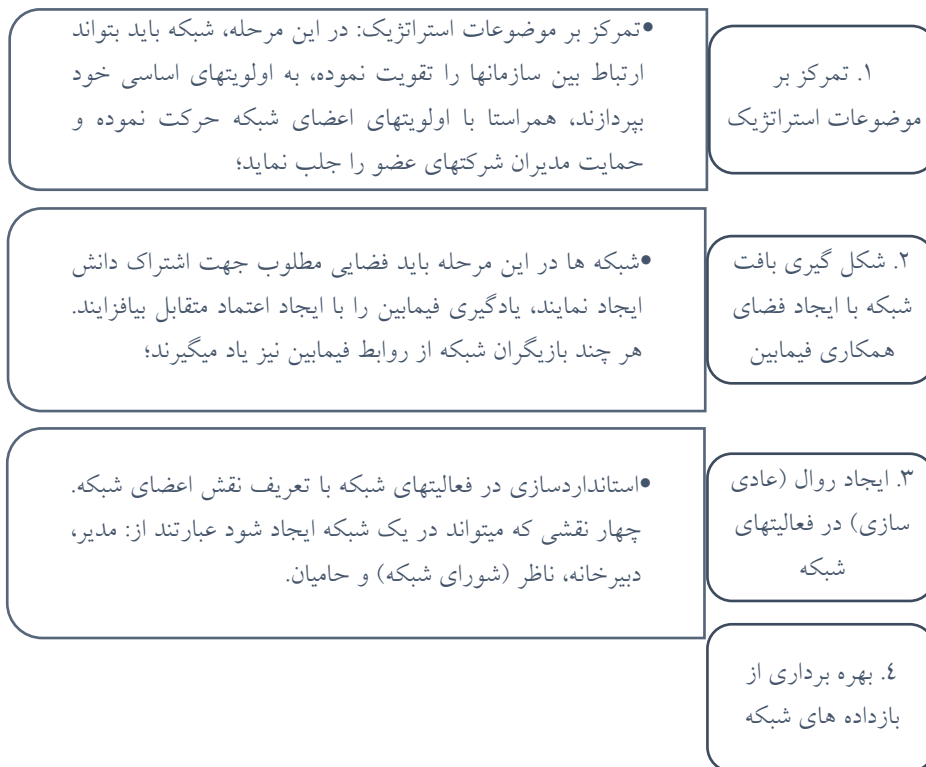 ۱. تمرکز بر
موضوعات استراتژیک
•تمرکز بر موضوعات استراتژیک: در این مرحله، شبکه باید بتواند
ارتباط بین سازمانها را تقویت نموده، به اولویتهای اساسی خود
بپردازند، همراستا با اولویتهای اعضای شبکه حرکت نموده و
حمایت مدیران شرکتهای عضو را جلب نماید؛
۲. شکل گیری بافت
شبکه با ایجاد فضای
همکاری فیمابین
•شبکه ها در این مرحله باید فضایی مطلوب جهت اشتراک دانش
ایجاد نمایند، یادگیری فیمابین را با ایجاد اعتماد متقابل بیافزایند.
هر چند بازیگران شبکه از روابط فیمابین نیز یاد میگیرند؛
۳. ایجاد روال (عادی
سازی) در فعالیتهای
شبکه
•استانداردسازی در فعالیتهای شبکه با تعریف نقش اعضای شبکه.
چهار نقشی که میتواند در یک شبکه ایجاد شود عبارتند از: مدیر،
دبیرخانه، ناظر (شورای شبکه) و حامیان.
٤. بهره برداری از
بازداده های شبکه